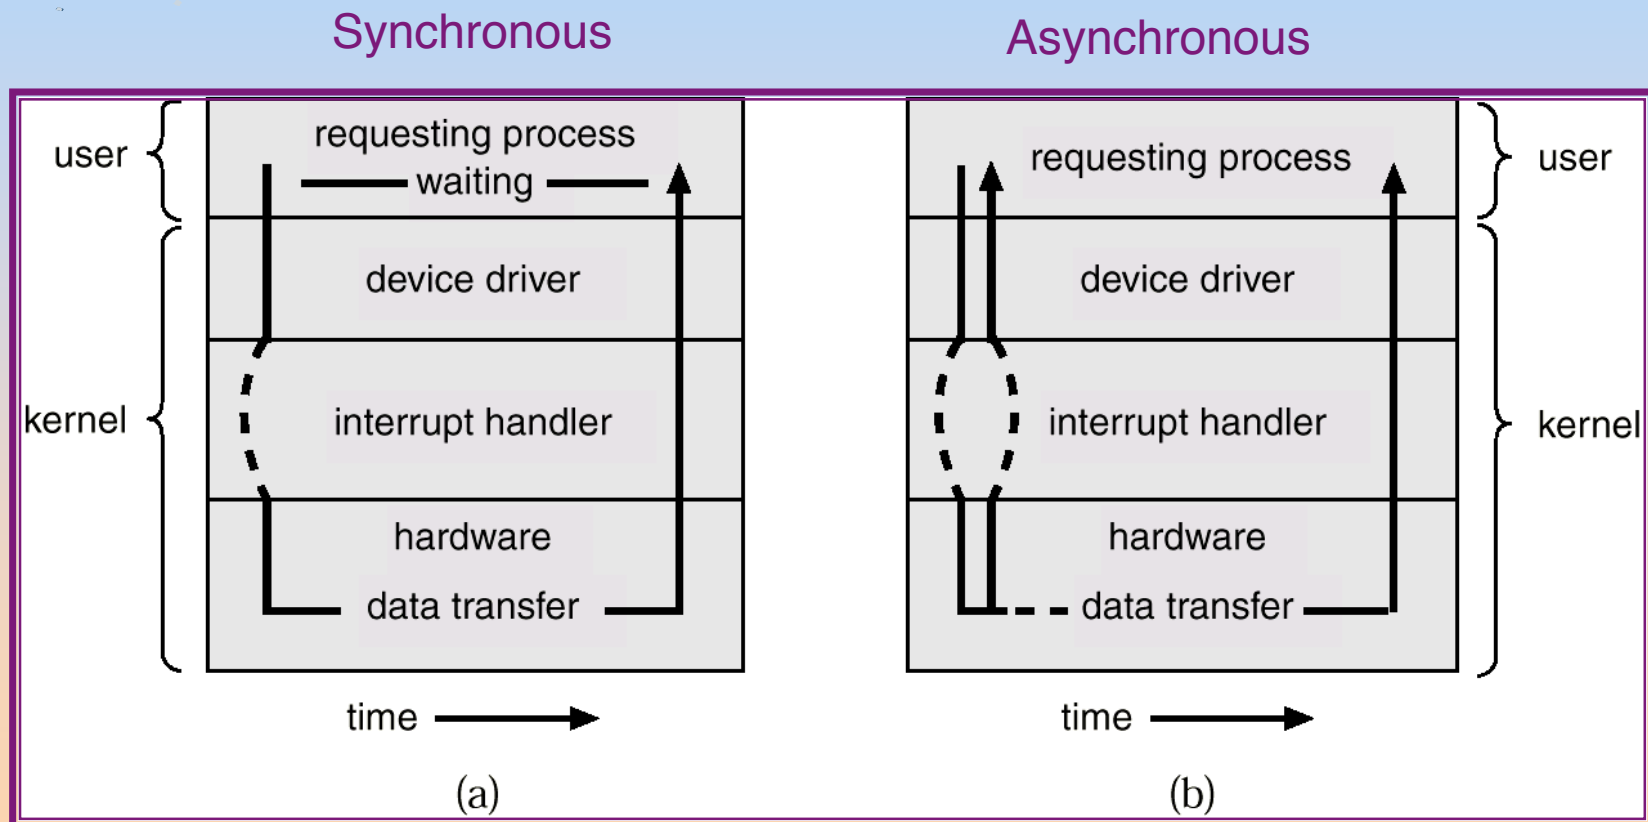 Synchronous
Asynchronous
user
requesting process
waiting
device driver
kernel
interrupt handler
hardware
data transfer
time
(a)
requesting process
user
device driver
interrupt handler
kernel
hardware
data transfer
time
(b)